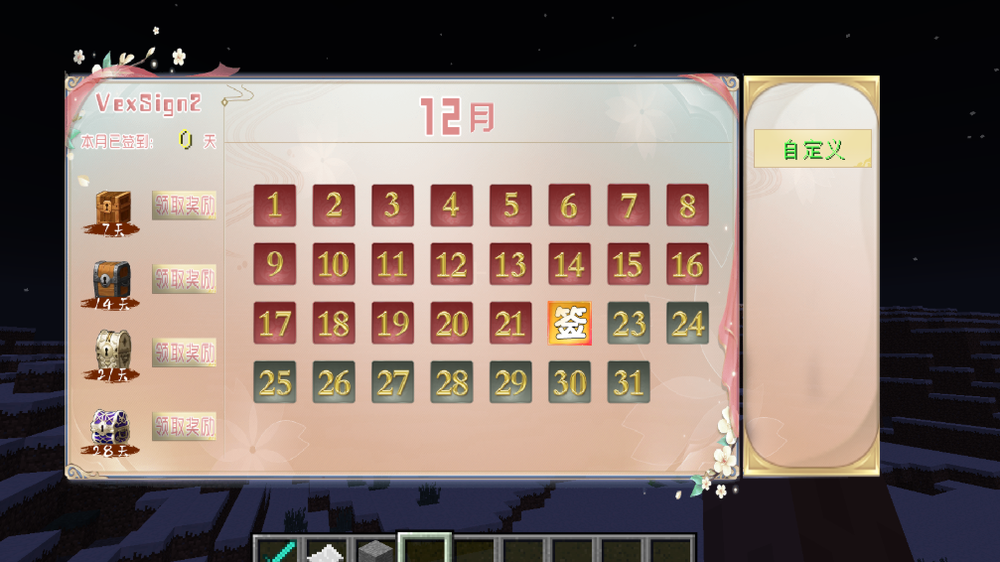 VexSign2
12月
本月已签到: 0 天
自定义
领取奖励
7天
1 2 3 4 5 6 7 8
9 10 11 12 13 14 15 16
领取奖励
14天
17 18 19 20 21 签 23 24
领取奖励
21天
25 26 27 28 29 30 31
领取奖励
28天